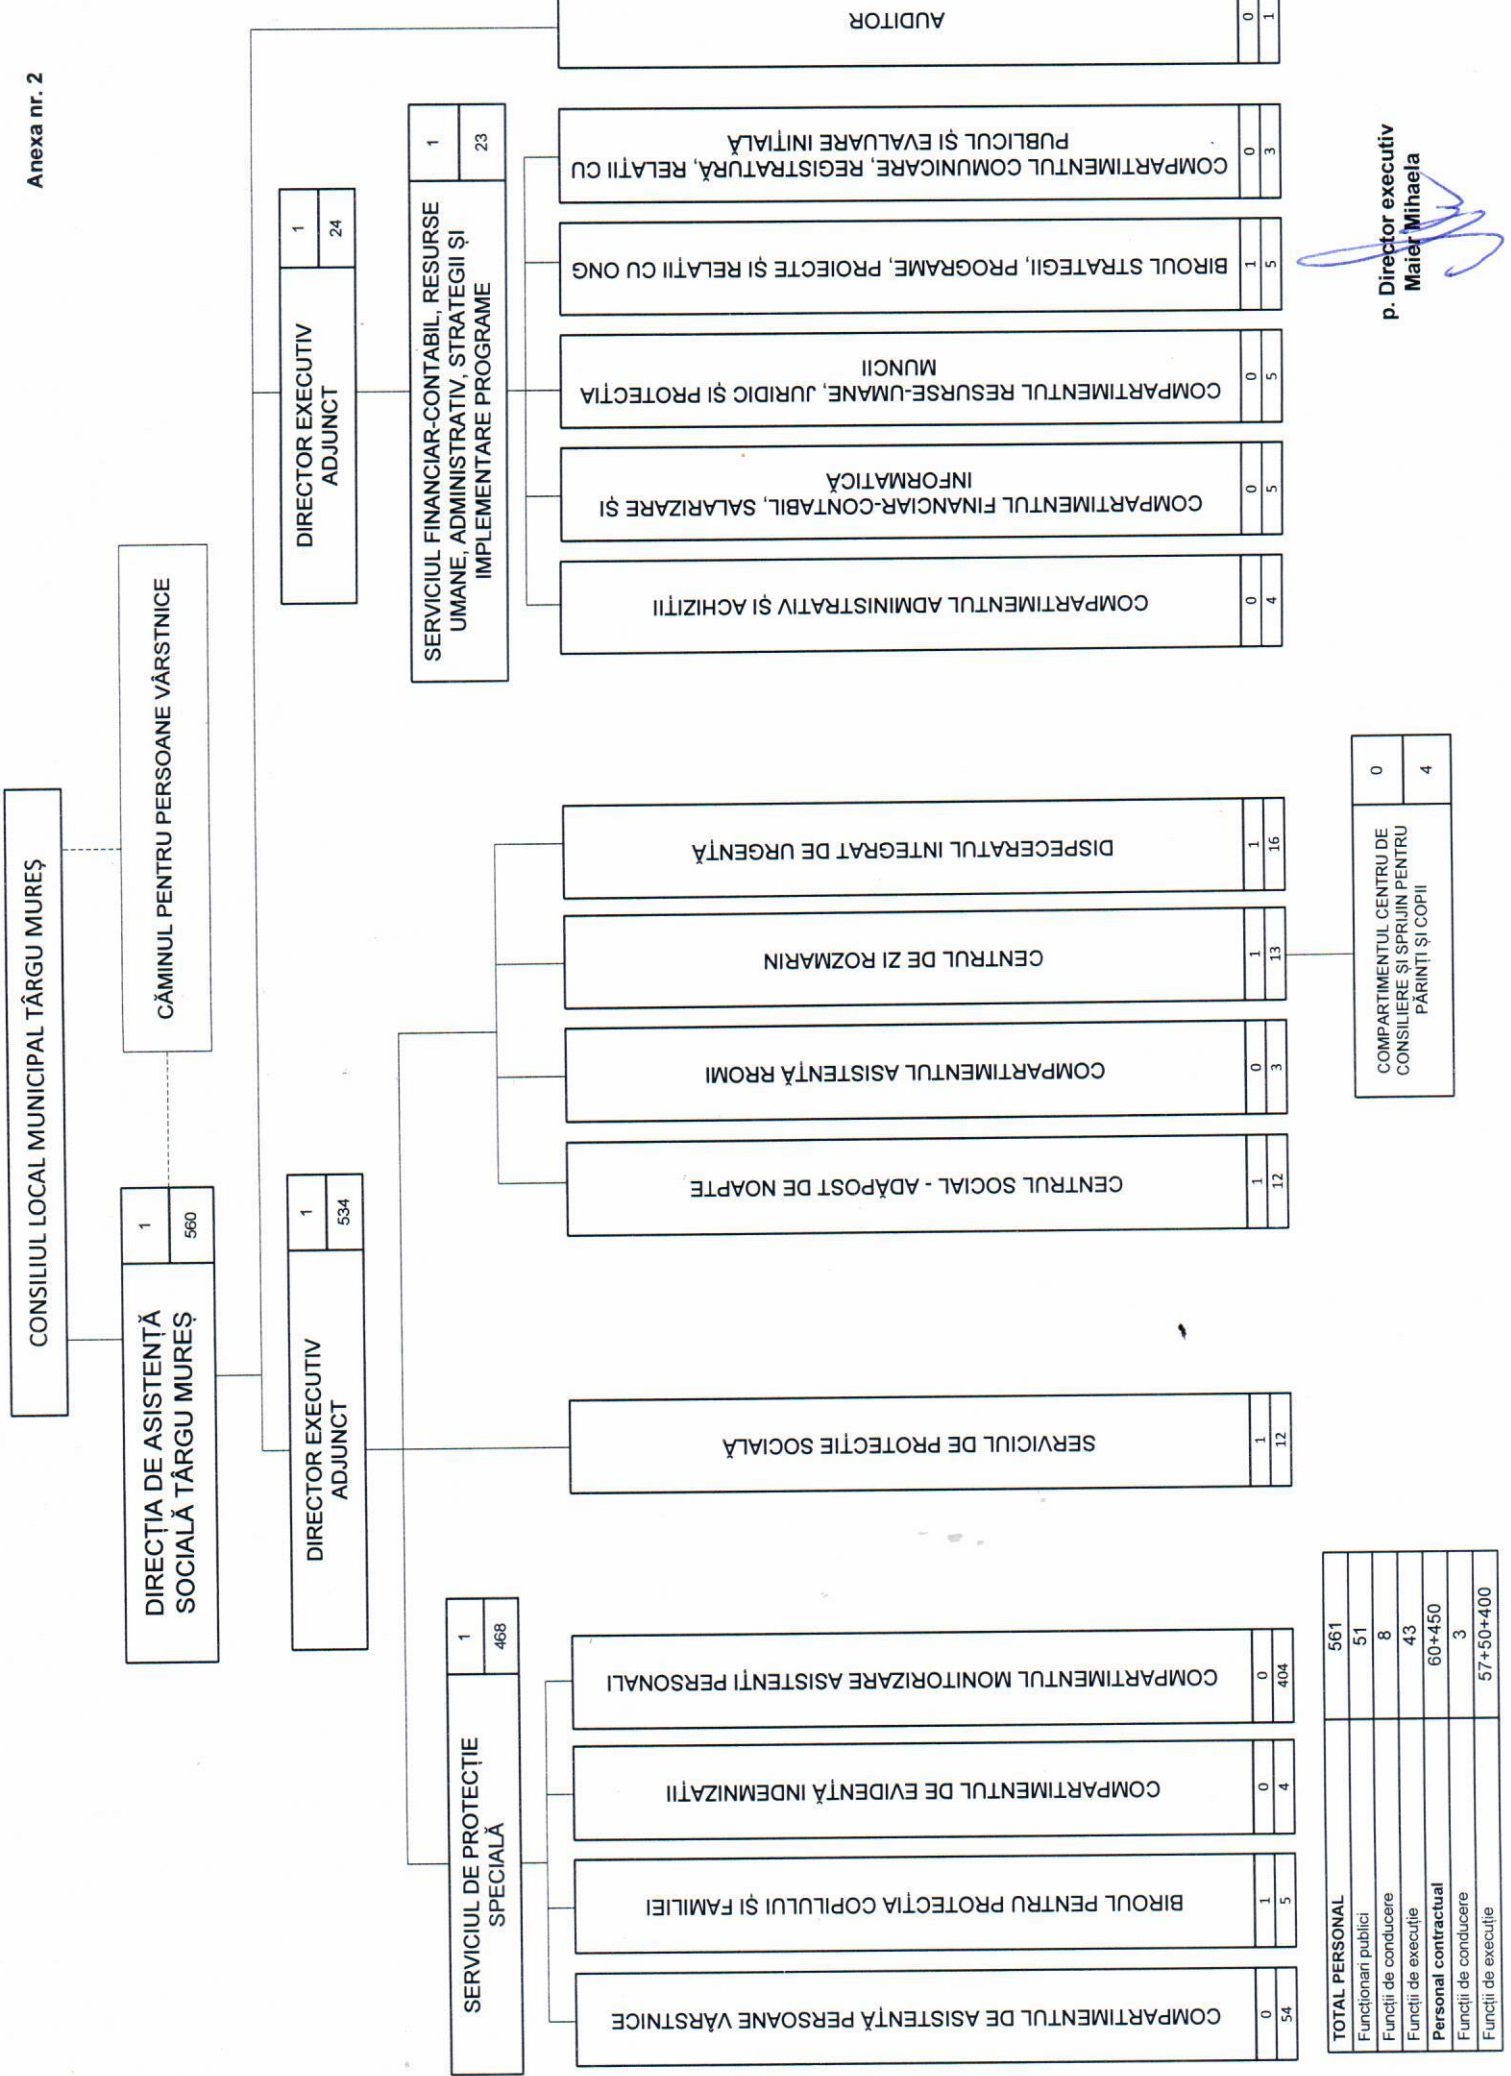 Anexa nr. 2
CONSILIUL LOCAL MUNICIPAL TÂRGU MUREȘ
CĂMINUL PENTRU PERSOANE VÂRSTNICE
DIRECȚIA DE ASISTENȚĂ
SOCIALĂ TÂRGU MUREȘ
1
560
DIRECTOR EXECUTIV
ADJUNCT
1
534
DIRECTOR EXECUTIV
ADJUNCT
1
24
SERVICIUL DE PROTECȚIE
SPECIALĂ
1
468
SERVICIUL FINANCIAR-CONTABIL, RESURSE
UMANE, ADMINISTRATIV, STRATEGII ȘI
IMPLEMENTARE PROGRAME
1
23
COMPARTIMENTUL DE ASISTENȚĂ PERSOANE VÂRSTNICE
0
54
BIROUL PENTRU PROTECȚIA COPILULUI ȘI FAMILIEI
1
5
COMPARTIMENTUL DE EVIDENȚĂ INDEMNIZAȚII
0
4
COMPARTIMENTUL MONITORIZARE ASISTENȚI PERSONALI
0
404
SERVICIUL DE PROTECȚIE SOCIALĂ
1
12
CENTRUL SOCIAL - ADĂPOST DE NOAPTE
1
12
COMPARTIMENTUL ASISTENȚĂ RROMI
0
3
CENTRUL DE ZI ROZMARIN
1
13
DISPECERATUL INTEGRAT DE URGENȚĂ
1
16
COMPARTIMENTUL ADMINISTRATIV ȘI ACHIZIȚII
0
4
COMPARTIMENTUL FINANCIAR-CONTABIL, SALARIZARE ȘI
INFORMATICĂ
0
5
COMPARTIMENTUL RESURSE-UMANE, JURIDIC ȘI PROTECȚIA
MUNCII
0
5
BIROUL STRATEGII, PROGRAME, PROIECTE ȘI RELAȚII CU ONG
1
5
COMPARTIMENTUL COMUNICARE, REGISTRATURĂ, RELAȚII CU
PUBLICUL ȘI EVALUARE INIȚIALĂ
0
3
AUDITOR
0
1
COMPARTIMENTUL CENTRU DE
CONSILIERE ȘI SPRIJIN PENTRU
PĂRINȚI ȘI COPII
0
4
TOTAL PERSONAL 561
Funcționari publici 51
Funcții de conducere 8
Funcții de execuție 43
Personal contractual 60+450
Funcții de conducere 3
Funcții de execuție 57+50+400
p. Director executiv
Maier Mihaela